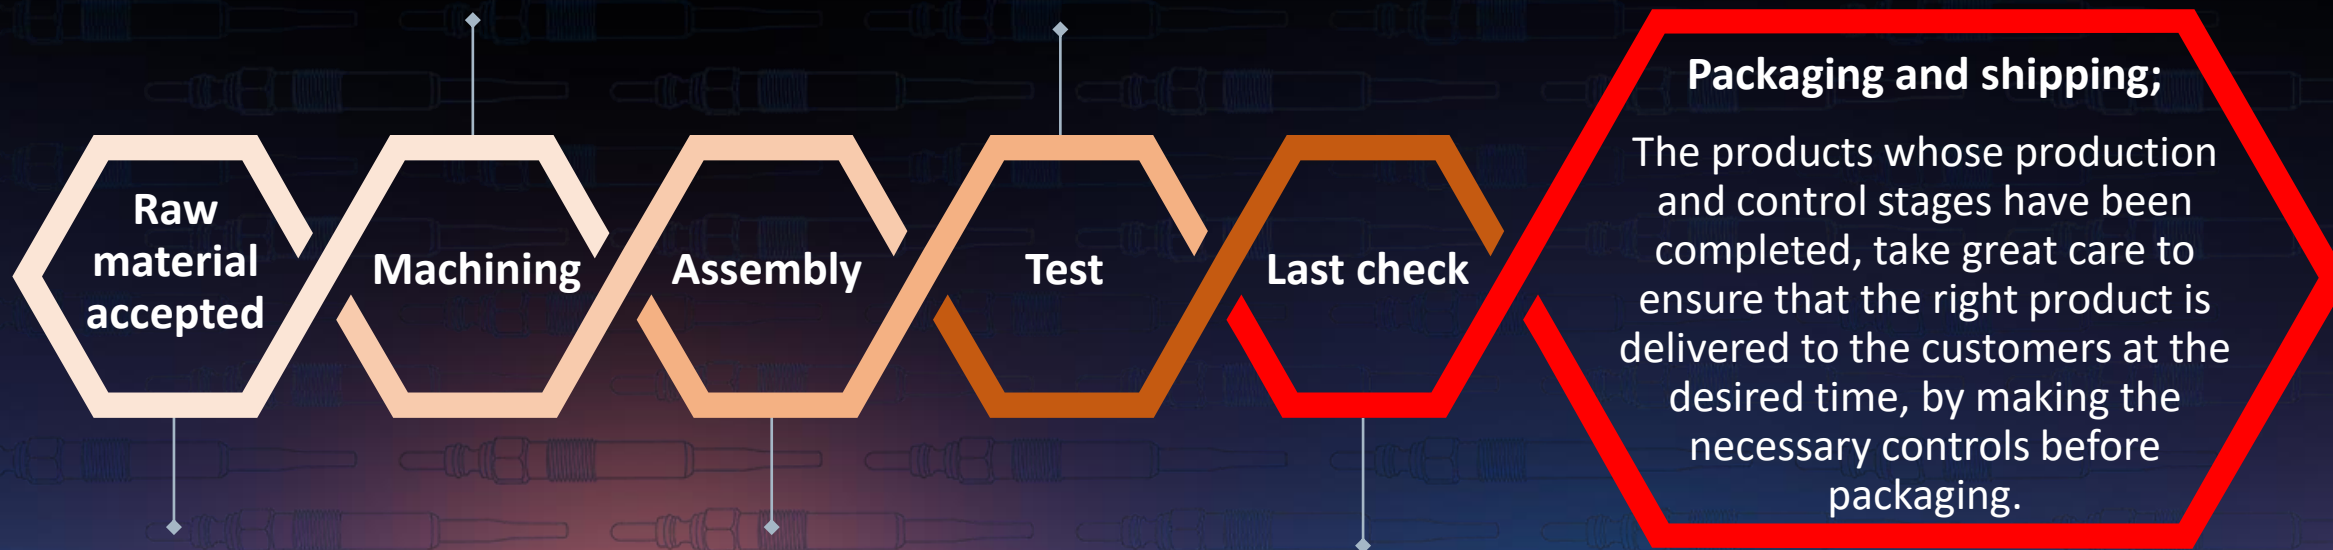 Raw
material
accepted
Machining
Assembly
Test
Last check
Packaging and shipping;
The products whose production
and control stages have been
completed, take great care to
ensure that the right product is
delivered to the customers at the
desired time, by making the
necessary controls before
packaging.